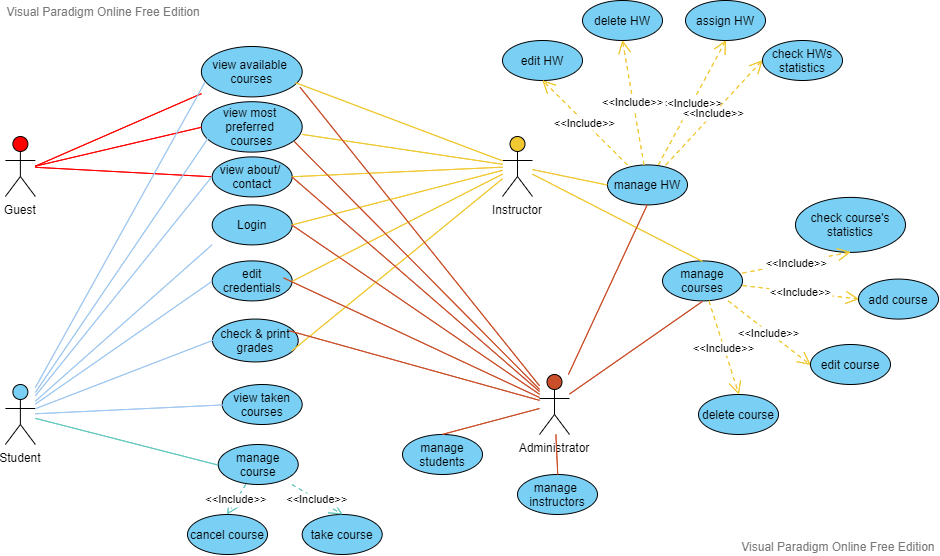 Visual Paradigm Online Free Edition
delete HW
assign HW
edit HW
check HWs
statistics
view available
courses
<<Include>>
<<Include>>
<<Include>>
<<Include>>
view most
preferred
courses
view about/
contact
manage HW
Guest
Instructor
Login
check course's
statistics
edit
credentials
manage
courses
<<Include>>
<<Include>>
add course
check & print
grades
<<Include>>
<<Include>>
edit course
view taken
courses
delete course
Student
Administrator
manage
students
manage
course
manage
instructors
<<Include>>
<<Include>>
cancel course
take course
Visual Paradigm Online Free Edition